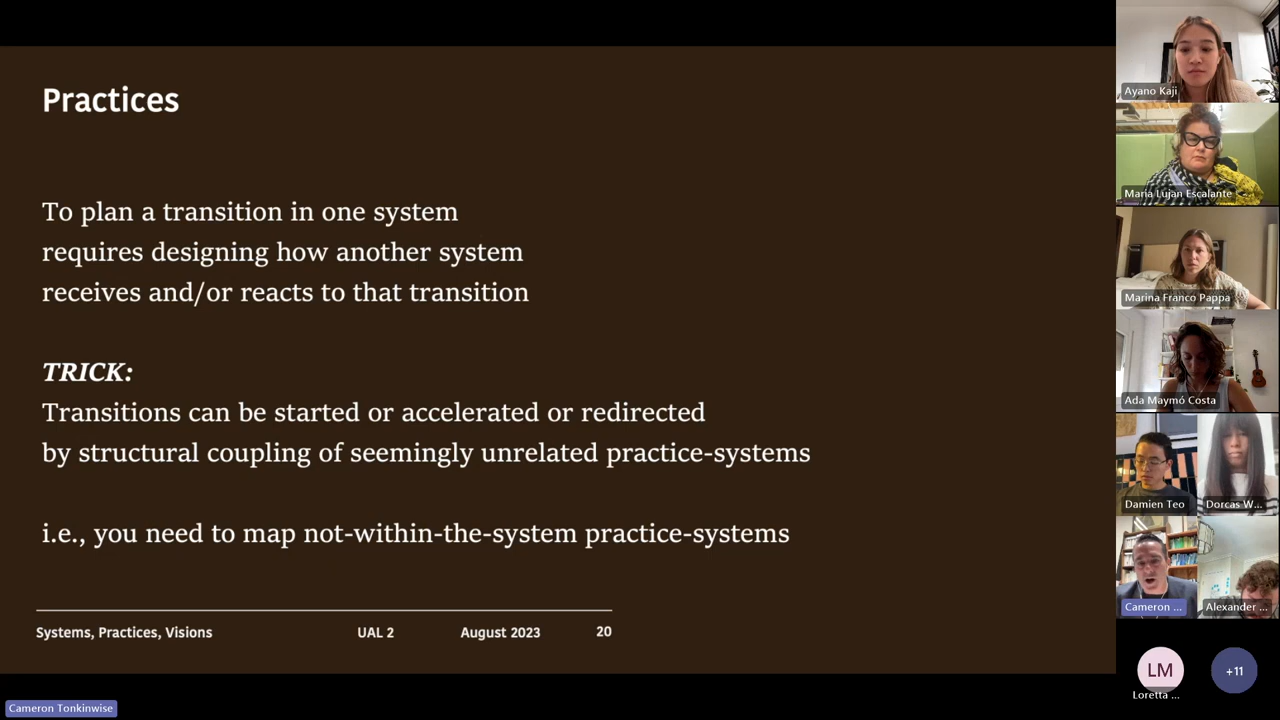 Practices
To plan a transition in one system
requires designing how another system
receives and/or reacts to that transition
TRICK:
Transitions can be started or accelerated or redirected
by structural coupling of seemingly unrelated practice-systems
i.e., you need to map not-within-the-system practice-systems
Systems, Practices, Visions UAL 2 August 2023 20
Cameron Tonkinwise
Ayano Kaji
Maria Lujan Escalante
Marina Franco Pappa
Ada Maymó Costa
Damien Teo
Dorcas W...
Cameron ...
Alexander ...
LM
+11
Loretta ...